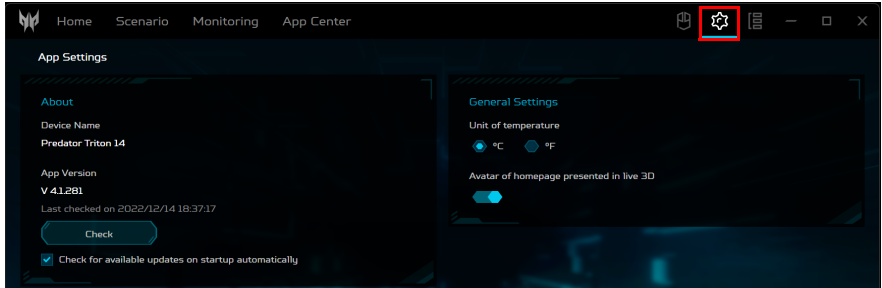 Home Scenario Monitoring App Center
App Settings
About
Device Name
Predator Triton 14
App Version
V 4.1.281
Last checked on 2022/12/14 18:37:17
Check
Check for available updates on startup automatically
General Settings
Unit of temperature
°C °F
Avatar of homepage presented in live 3D